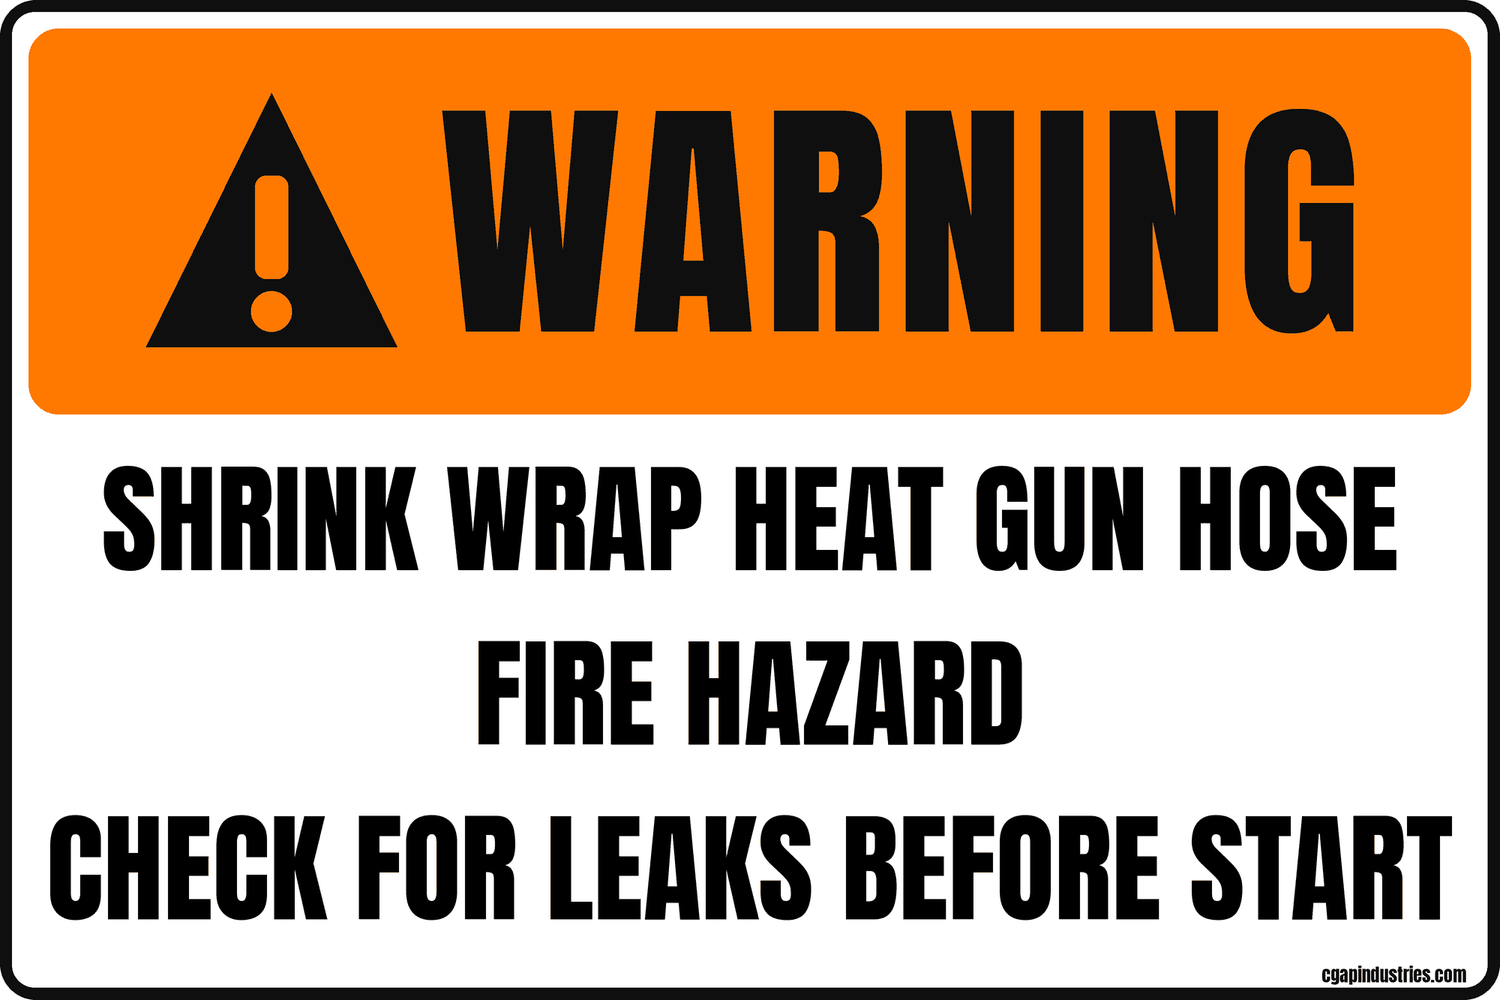 WARNING
SHRINK WRAP HEAT GUN HOSE
FIRE HAZARD
CHECK FOR LEAKS BEFORE START
cgapindustries.com